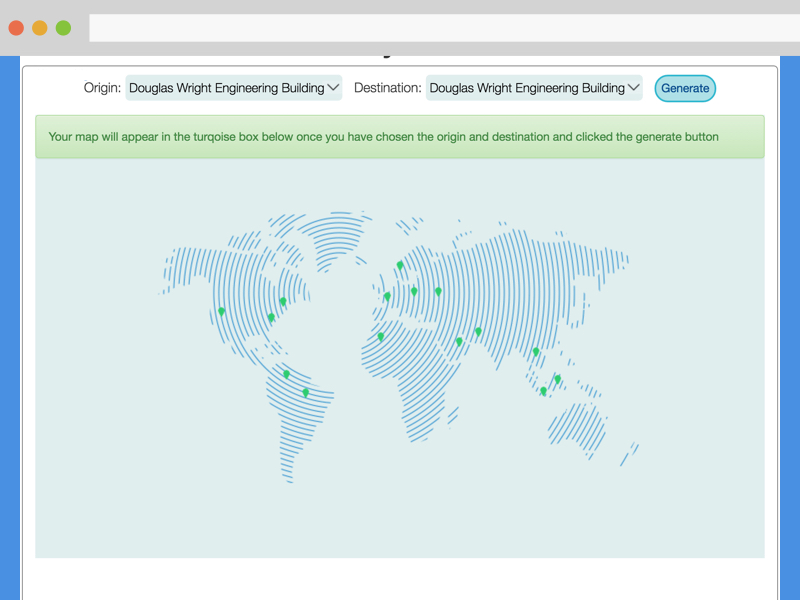 Origin: Douglas Wright Engineering Building Destination: Douglas Wright Engineering Building Generate
Your map will appear in the turqoise box below once you have chosen the origin and destination and clicked the generate button